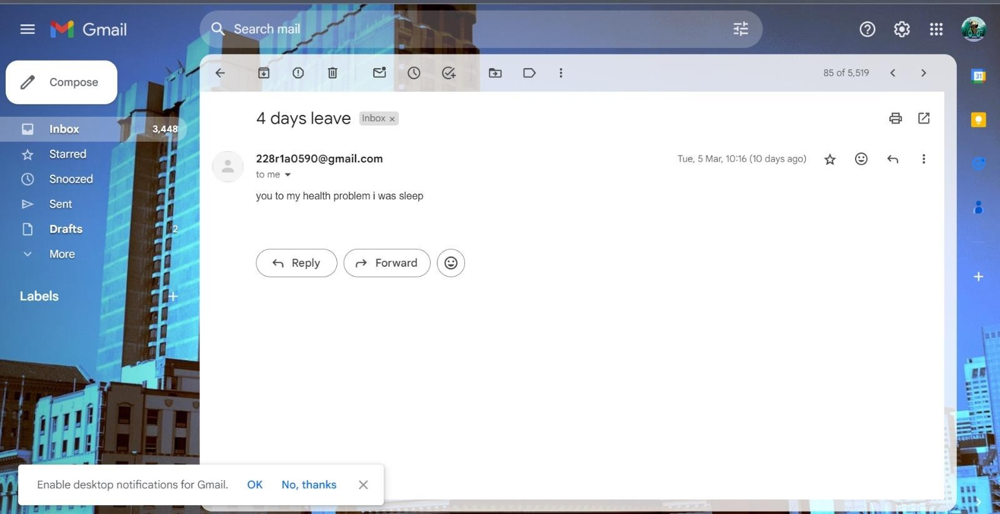 Gmail
Search mail
Compose
85 of 5,519
31
Inbox 3,448
Starred
Snoozed
Sent
Drafts 2
More
Labels
4 days leave Inbox x
228r1a0590@gmail.com Tue, 5 Mar, 10:16 (10 days ago)
to me
you to my health problem i was sleep
Reply Forward
Enable desktop notifications for Gmail. OK No, thanks